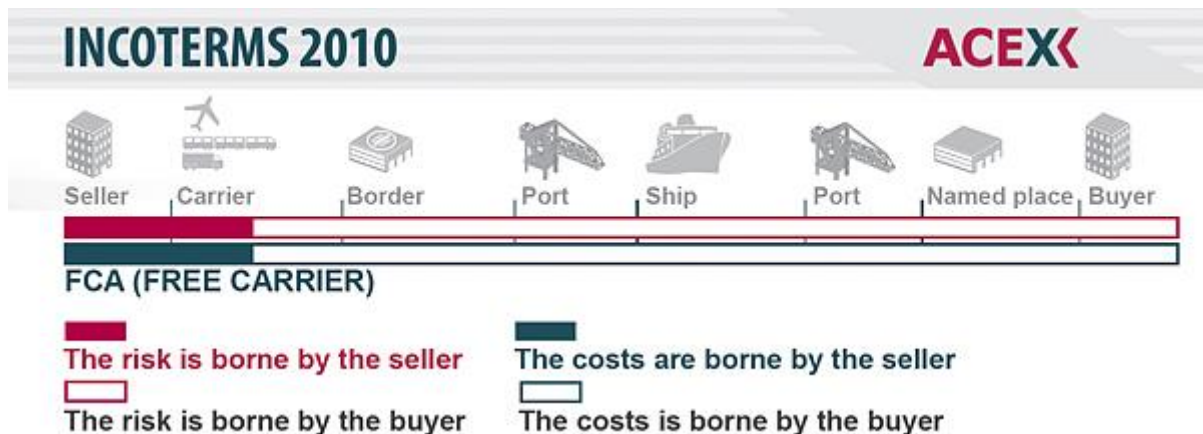 INCOTERMS 2010 ACEX
Seller Carrier Border Port Ship Port Named place Buyer
FCA (FREE CARRIER)
The risk is borne by the seller The costs are borne by the seller
The risk is borne by the buyer The costs is borne by the buyer